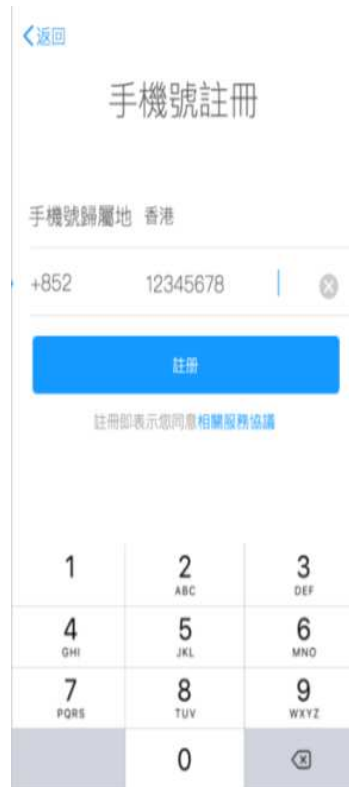 返回
手機號註冊
手機號歸屬地 香港
+852 12345678
註册
註冊即表示您同意相關服務協議
1 2 3
ABC DEF
4 5 6
GHI JKL MNO
7 8 9
PQRS TUV WXYZ
0